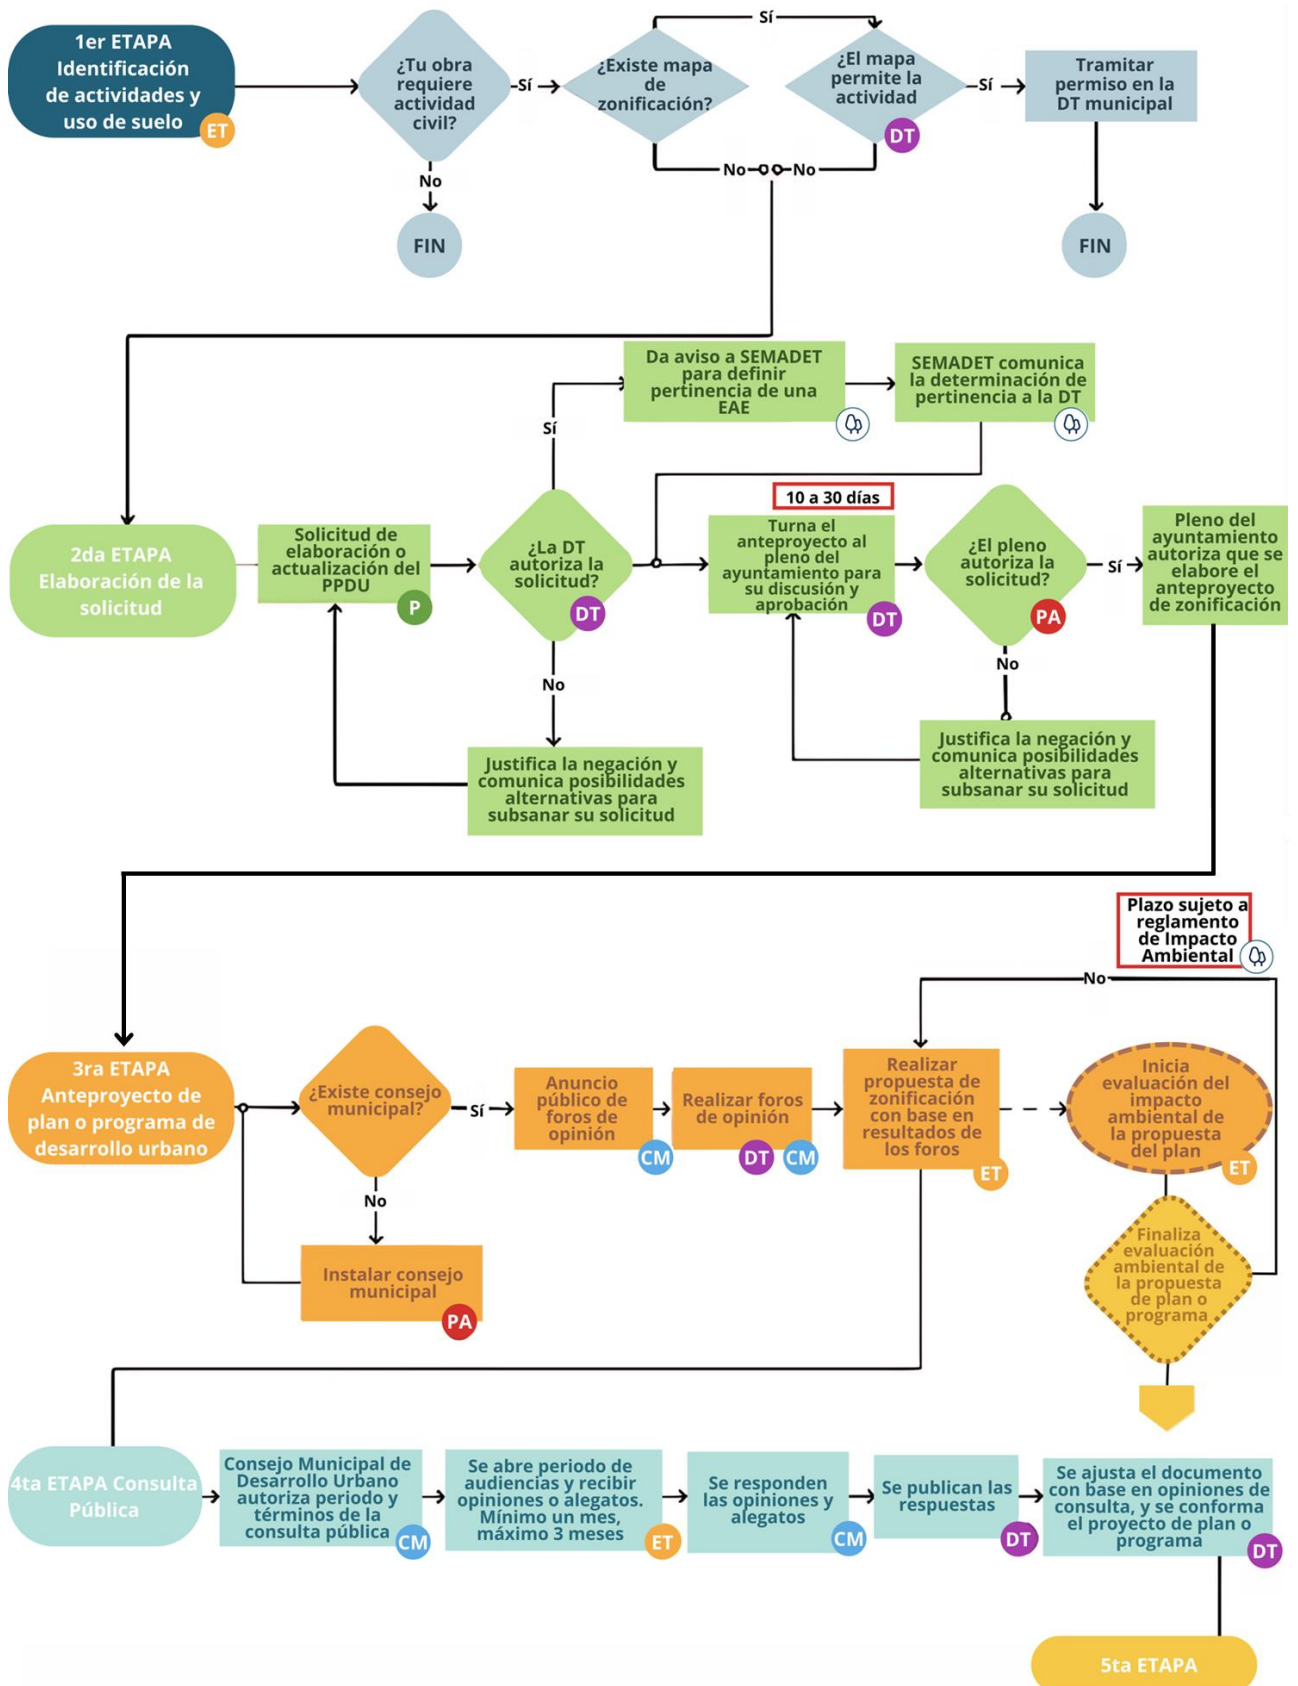 1er ETAPA
Identificación
de actividades y
uso de suelo
ET
¿Tu obra
requiere
actividad
civil?
Sí
No
FIN
¿Existe mapa
de
zonificación?
Sí
No
¿El mapa
permite la
actividad
DT
No
Sí
Tramitar
permiso en la
DT municipal
FIN
Da aviso a SEMADET
para definir
pertinencia de una
EAE
SEMADET comunica
la determinación de
pertinencia a la DT
Sí
2da ETAPA
Elaboración de la
solicitud
Solicitud de
elaboración o
actualización del
PPDU
P
¿La DT
autoriza la
solicitud?
DT
10 a 30 días
Turna el
anteproyecto al
pleno del
ayuntamiento para
su discusión y
aprobación
DT
¿El pleno
autoriza la
solicitud?
PA
Sí
Pleno del
ayuntamiento
autoriza que se
elabore el
anteproyecto
de zonificación
No
Justifica la negación y
comunica posibilidades
alternativas para
subsanar su solicitud
No
Justifica la negación y
comunica posibilidades
alternativas para
subsanar su solicitud
Plazo sujeto a
reglamento
de Impacto
Ambiental
No
3ra ETAPA
Anteproyecto de
plan o programa de
desarrollo urbano
¿Existe consejo
municipal?
Sí
Anuncio
público de
foros de
opinión
CM
Realizar foros
de opinión
DT
CM
Realizar
propuesta de
zonificación
con base en
resultados de
los foros
ET
Inicia
evaluación del
impacto
ambiental de
la propuesta
del plan
ET
No
Instalar consejo
municipal
PA
Finaliza
evaluación
ambiental de
la propuesta
de plan o
programa
4ta ETAPA Consulta
Pública
Consejo Municipal de
Desarrollo Urbano
autoriza periodo y
términos de la
consulta pública
CM
Se abre periodo de
audiencias y recibir
opiniones o alegatos.
Mínimo un mes,
máximo 3 meses
ET
Se responden
las opiniones y
alegatos
CM
Se publican las
respuestas
DT
Se ajusta el documento
con base en opiniones de
consulta, y se conforma
el proyecto de plan o
programa
DT
5ta ETAPA